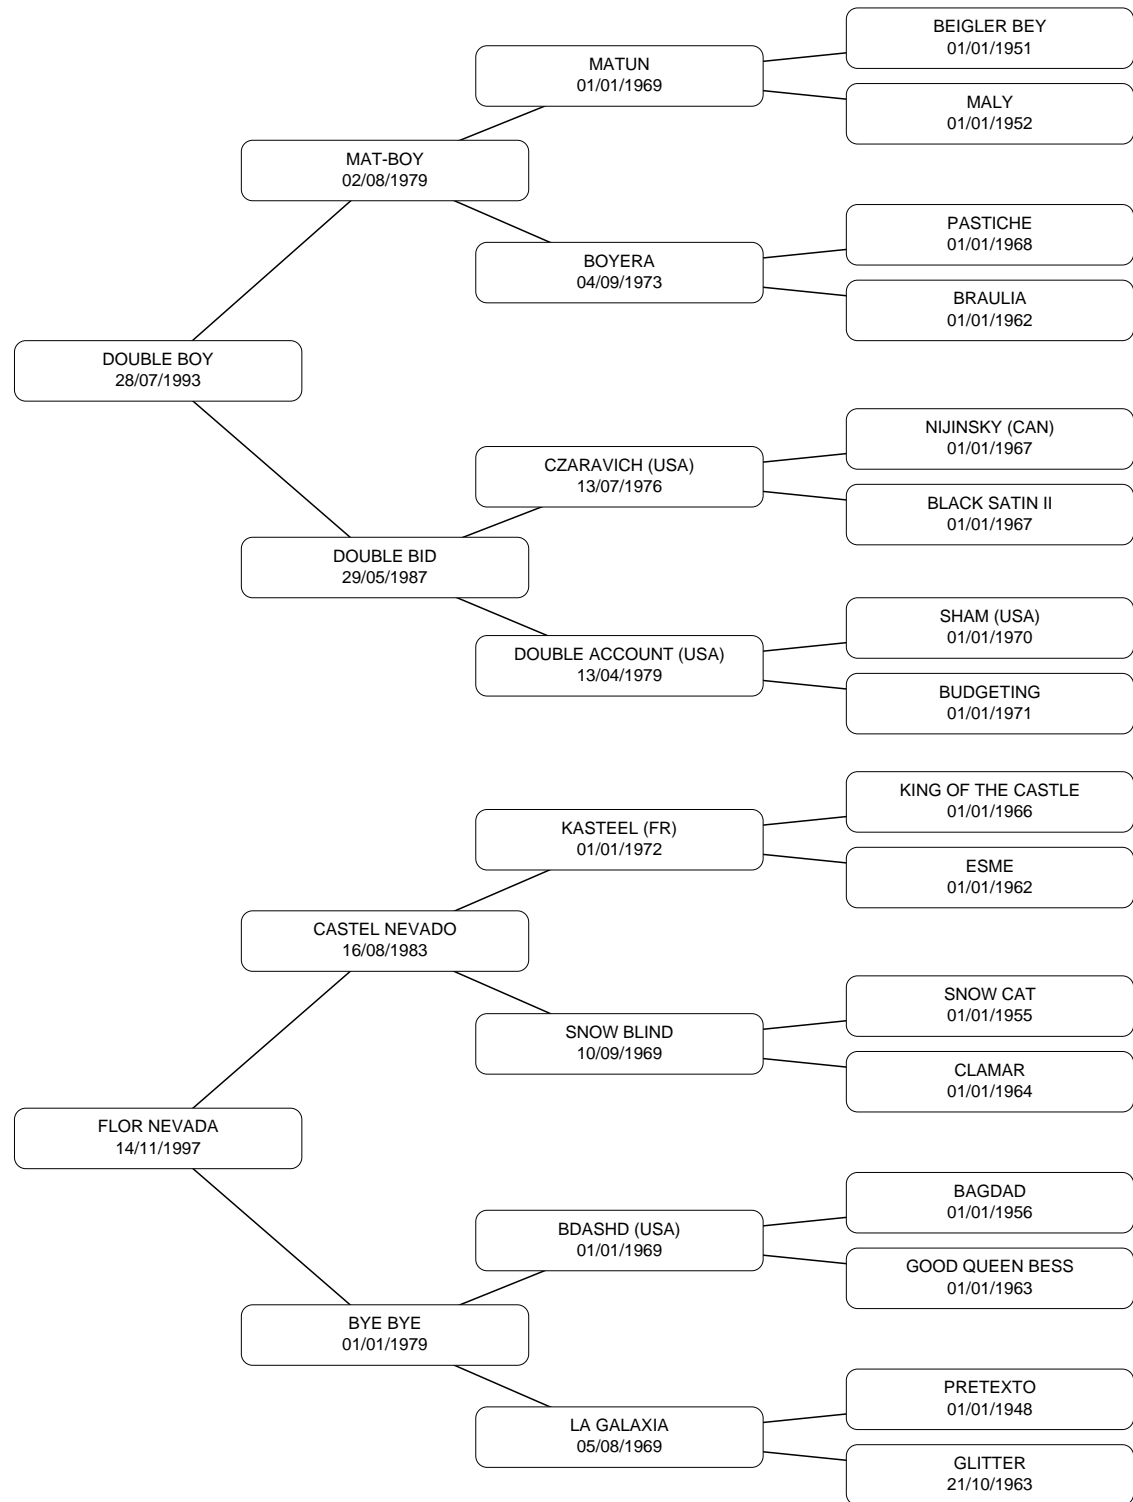 BEIGLER BEY
01/01/1951
MATUN
01/01/1969
MALY
01/01/1952
MAT-BOY
02/08/1979
PASTICHE
01/01/1968
BOYERA
04/09/1973
BRAULIA
01/01/1962
DOUBLE BOY
28/07/1993
NIJINSKY (CAN)
01/01/1967
CZARAVICH (USA)
13/07/1976
BLACK SATIN II
01/01/1967
DOUBLE BID
29/05/1987
SHAM (USA)
01/01/1970
DOUBLE ACCOUNT (USA)
13/04/1979
BUDGETING
01/01/1971
KING OF THE CASTLE
01/01/1966
KASTEEL (FR)
01/01/1972
ESME
01/01/1962
CASTEL NEVADO
16/08/1983
SNOW CAT
01/01/1955
SNOW BLIND
10/09/1969
CLAMAR
01/01/1964
FLOR NEVADA
14/11/1997
BAGDAD
01/01/1956
BDASHD (USA)
01/01/1969
GOOD QUEEN BESS
01/01/1963
BYE BYE
01/01/1979
PRETEXTO
01/01/1948
LA GALAXIA
05/08/1969
GLITTER
21/10/1963